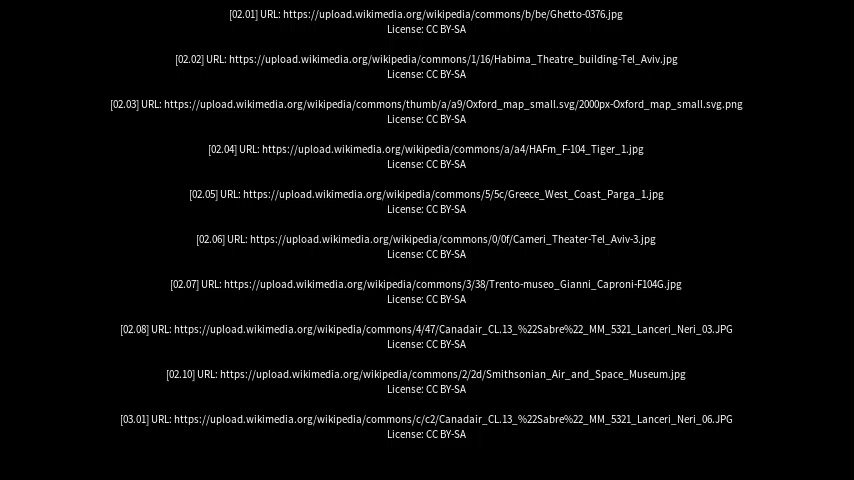 [02.01] URL: https://upload.wikimedia.org/wikipedia/commons/b/be/Ghetto-0376.jpg
License: CC BY-SA
[02.02] URL: https://upload.wikimedia.org/wikipedia/commons/1/16/Habima_Theatre_building-Tel_Aviv.jpg
License: CC BY-SA
[02.03] URL: https://upload.wikimedia.org/wikipedia/commons/thumb/a/a9/Oxford_map_small.svg/2000px-Oxford_map_small.svg.png
License: CC BY-SA
[02.04] URL: https://upload.wikimedia.org/wikipedia/commons/a/a4/HAFm_F-104_Tiger_1.jpg
License: CC BY-SA
[02.05] URL: https://upload.wikimedia.org/wikipedia/commons/5/5c/Greece_West_Coast_Parga_1.jpg
License: CC BY-SA
[02.06] URL: https://upload.wikimedia.org/wikipedia/commons/0/0f/Cameri_Theater-Tel_Aviv-3.jpg
License: CC BY-SA
[02.07] URL: https://upload.wikimedia.org/wikipedia/commons/3/38/Trento-museo_Gianni_Caproni-F104G.jpg
License: CC BY-SA
[02.08] URL: https://upload.wikimedia.org/wikipedia/commons/4/47/Canadair_CL.13_%22Sabre%22_MM_5321_Lanceri_Neri_03.JPG
License: CC BY-SA
[02.10] URL: https://upload.wikimedia.org/wikipedia/commons/2/2d/Smithsonian_Air_and_Space_Museum.jpg
License: CC BY-SA
[03.01] URL: https://upload.wikimedia.org/wikipedia/commons/c/c2/Canadair_CL.13_%22Sabre%22_MM_5321_Lanceri_Neri_06.JPG
License: CC BY-SA